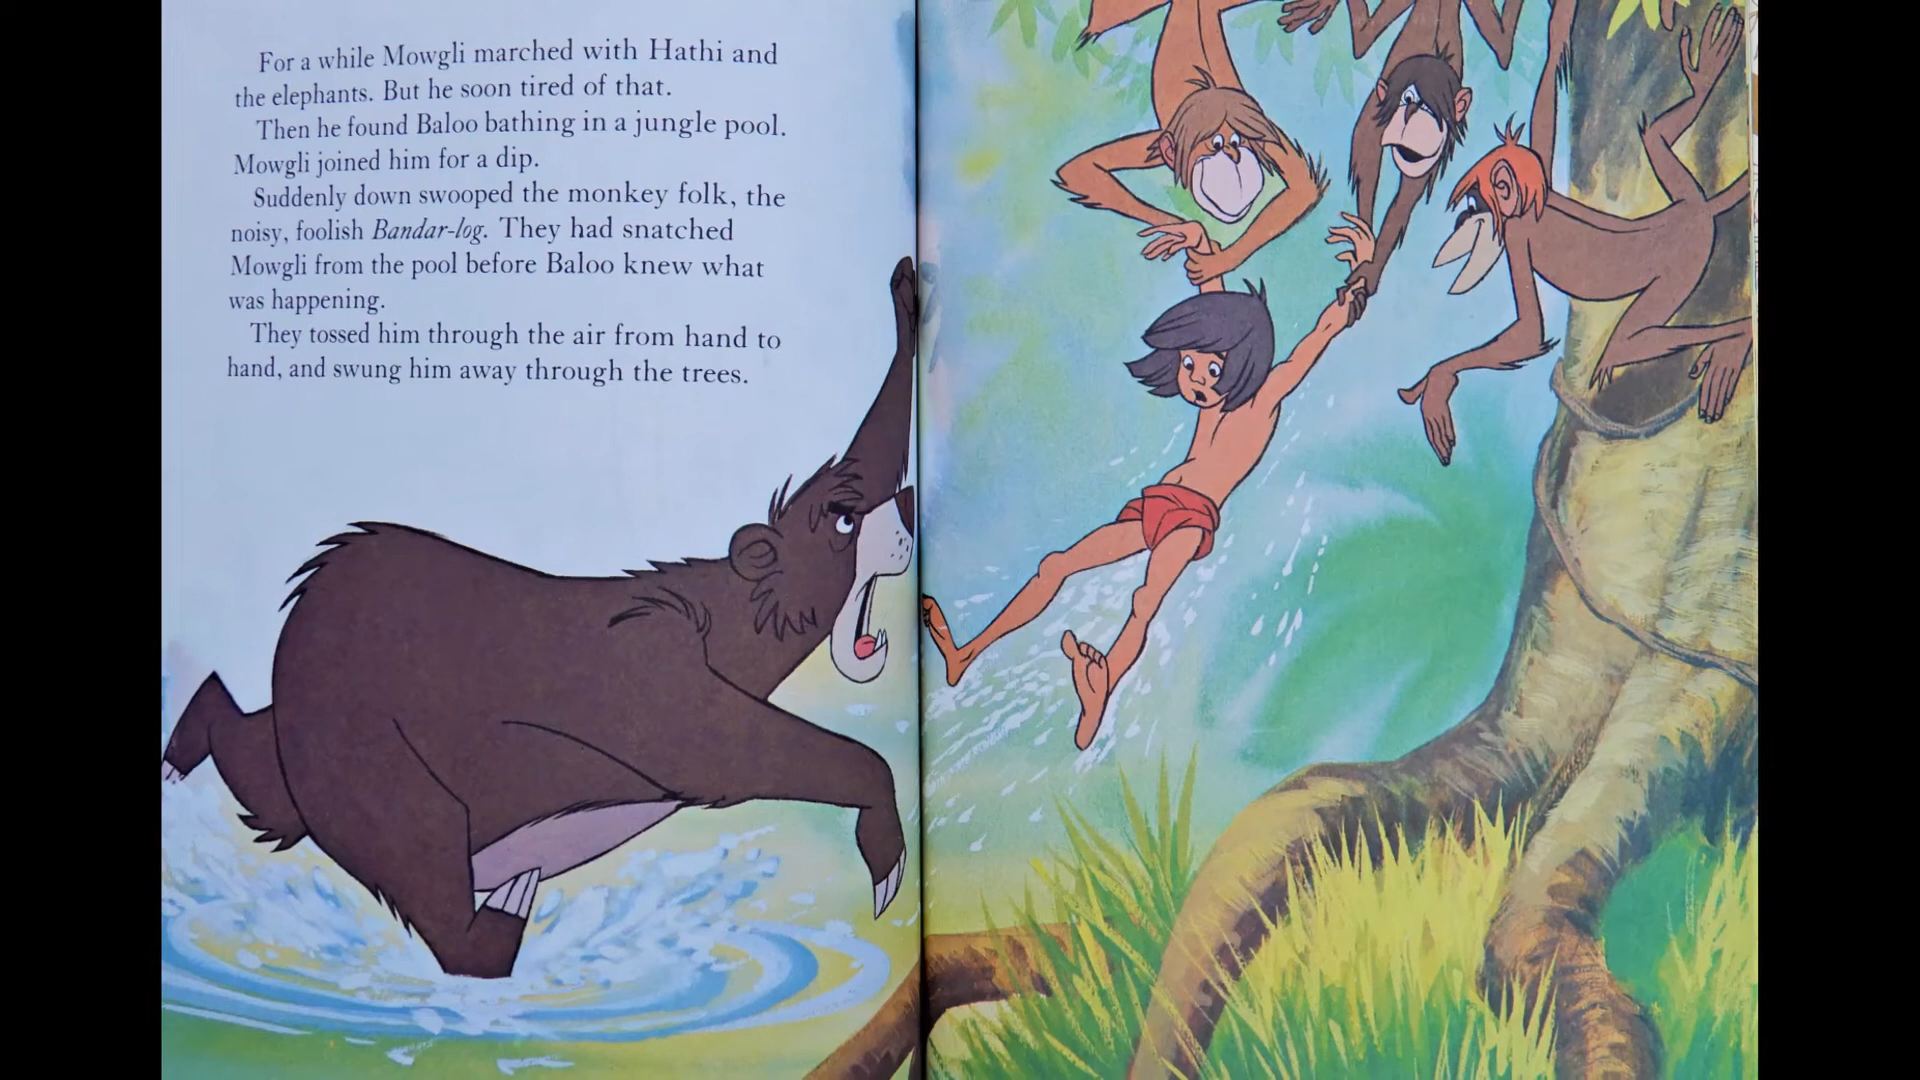 For a while Mowgli marched with Hathi and
the elephants. But he soon tired of that.
Then he found Baloo bathing in a jungle pool.
Mowgli joined him for a dip.
Suddenly down swooped the monkey folk, the
noisy, foolish Bandar-log. They had snatched
Mowgli from the pool before Baloo knew what
was happening.
They tossed him through the air from hand to
hand, and swung him away through the trees.